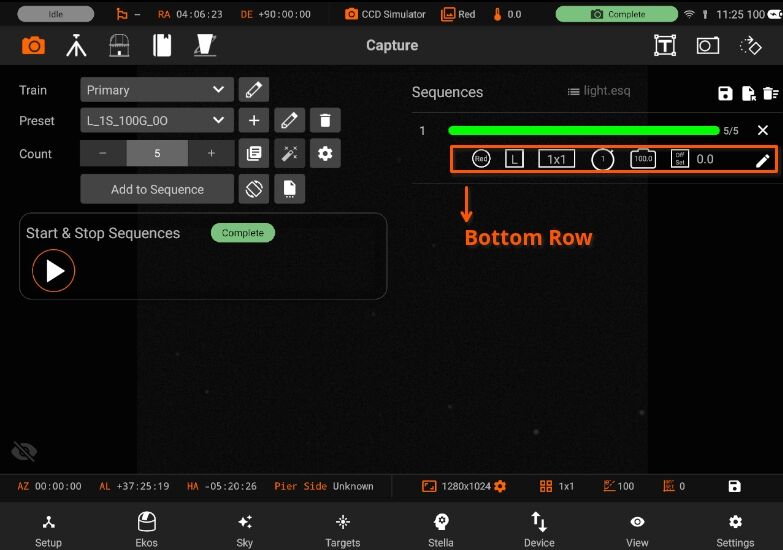 Idle – RA 04:06:23 DE +90:00:00 CCD Simulator Red 0.0 Complete 11:25 100
T Capture
Train Primary
Preset L_1S_100G_0O
Count – 5 +
Add to Sequence
Start & Stop Sequences Complete
Sequences light.esq
1 5/5
Red L 1x1 1 100.0 Off Set 0.0
Bottom Row
AZ 00:00:00 AL +37:25:19 HA -05:20:26 Pier Side Unknown 1280x1024 1x1 100 0
Setup Ekos Sky Targets Stella Device View Settings